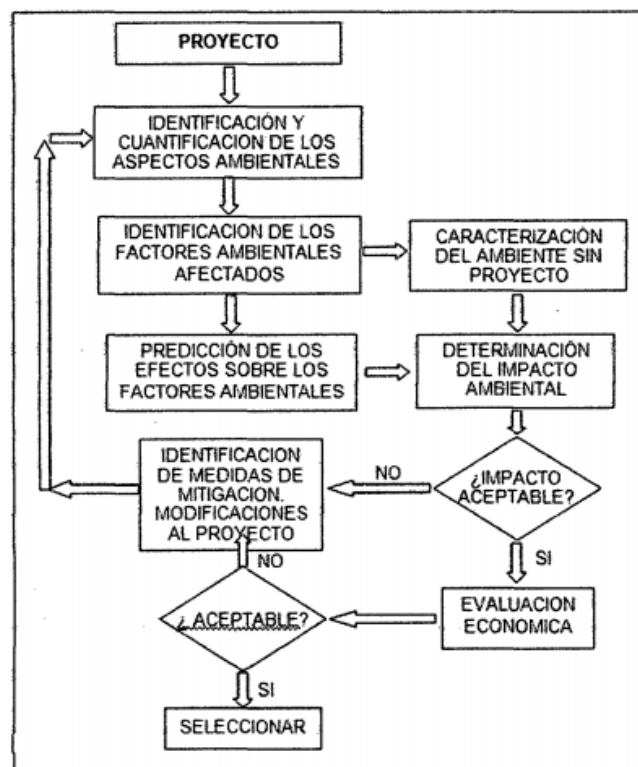 PROYECTO
IDENTIFICACIÓN Y
CUANTIFICACION DE LOS
ASPECTOS AMBIENTALES
IDENTIFICACION DE LOS
FACTORES AMBIENTALES
AFECTADOS
CARACTERIZACIÓN
DEL AMBIENTE SIN
PROYECTO
PREDICCIÓN DE LOS
EFECTOS SOBRE LOS
FACTORES AMBIENTALES
DETERMINACIÓN
DEL IMPACTO
AMBIENTAL
IDENTIFICACION
DE MEDIDAS DE
MITIGACION.
MODIFICACIONES
AL PROYECTO
NO
¿IMPACTO
ACEPTABLE?
NO
SI
¿ ACEPTABLE?
EVALUACION
ECONOMICA
SI
SELECCIONAR